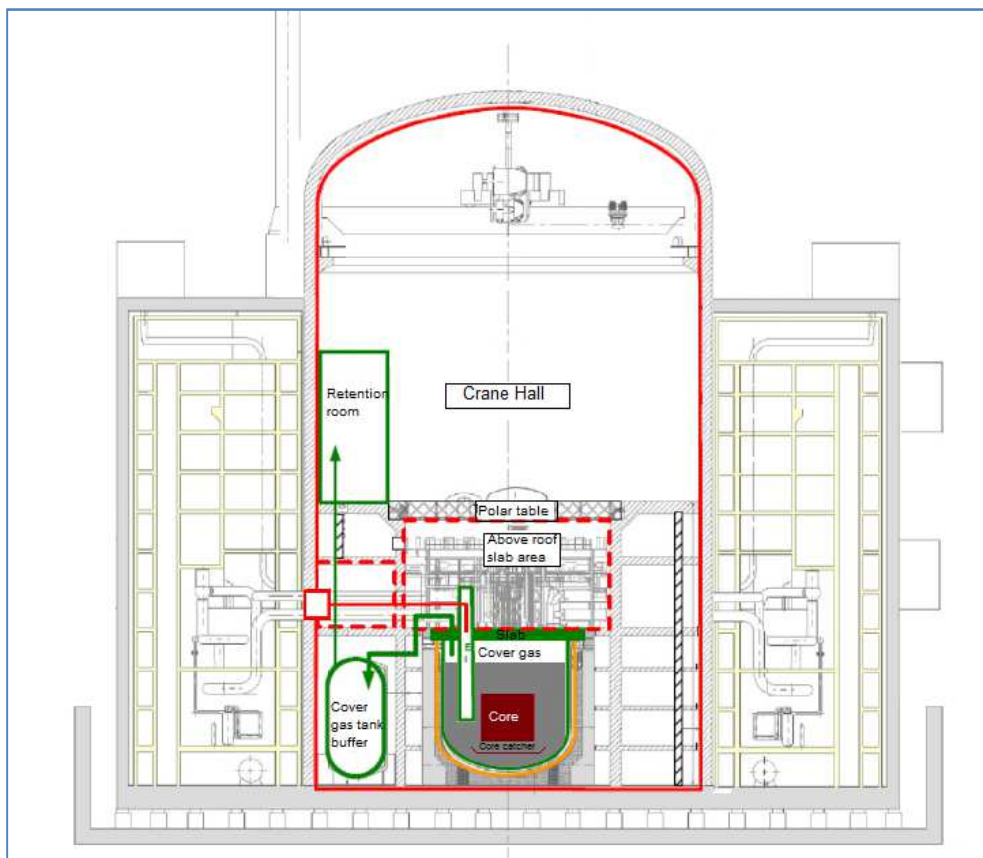 Crane Hall
Retention
room
Polar table
Above roof
slab area
Slab
Cover gas
E
I
Core
Core catcher
Cover
gas tank
buffer